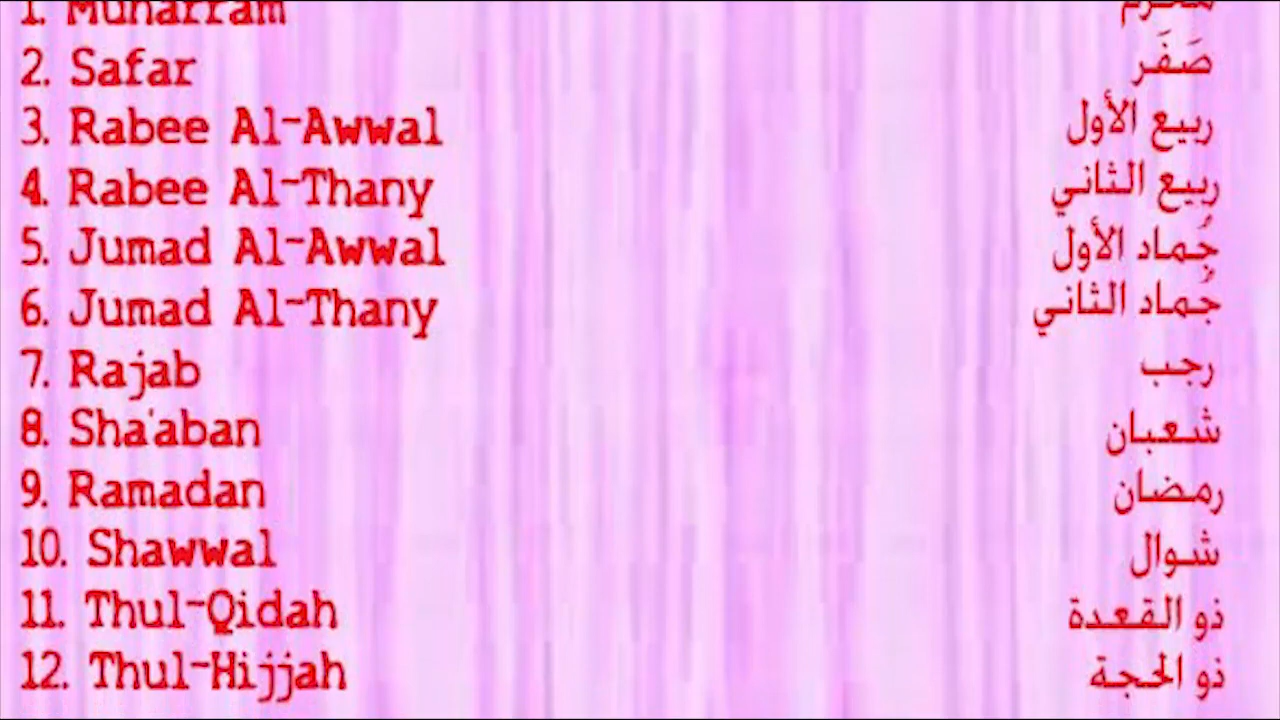 1. Muharram محرم
2. Safar صَفَر
3. Rabee Al-Awwal ربيع الأول
4. Rabee Al-Thany ربيع الثاني
5. Jumad Al-Awwal جُماد الأول
6. Jumad Al-Thany جُماد الثاني
7. Rajab رجب
8. Sha'aban شعبان
9. Ramadan رمضان
10. Shawwal شوال
11. Thul-Qidah ذو القعدة
12. Thul-Hijjah ذو الحجة